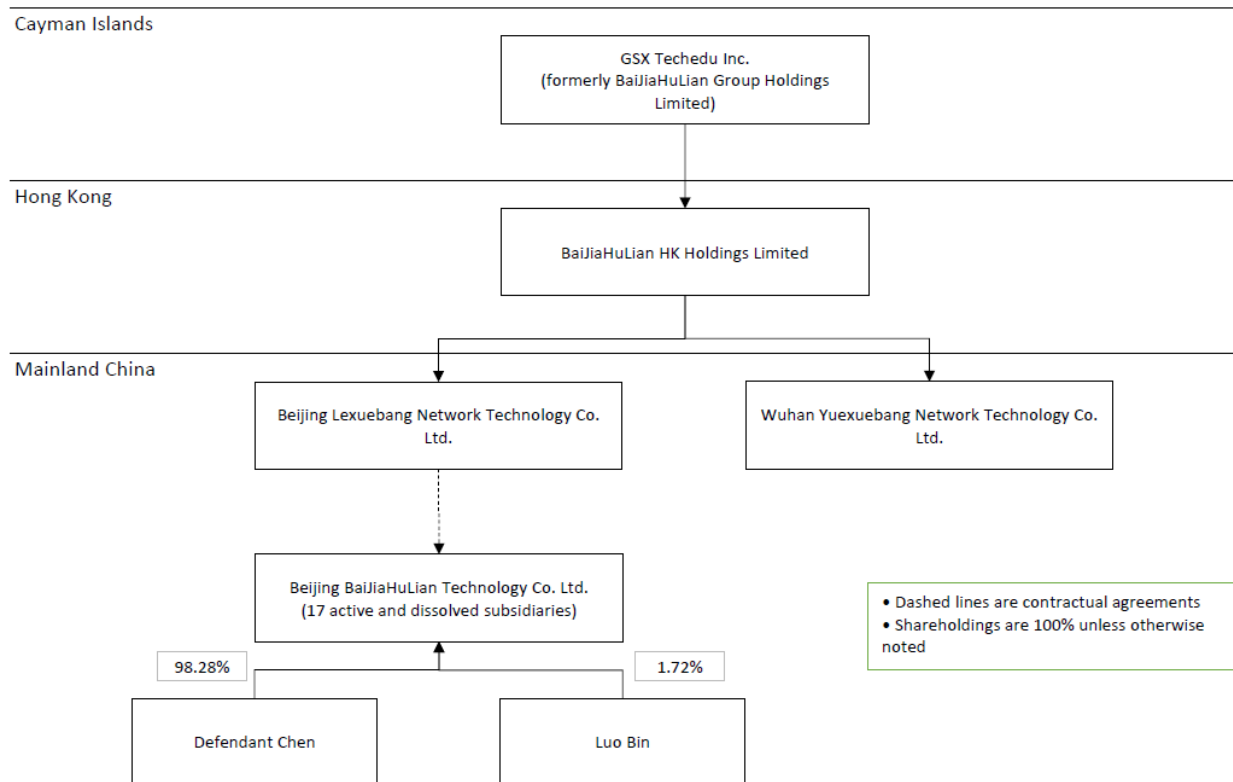 Cayman Islands
GSX Techedu Inc.
(formerly BaiJiaHuLian Group Holdings
Limited)
Hong Kong
BaiJiaHuLian HK Holdings Limited
Mainland China
Beijing Lexuebang Network Technology Co.
Ltd.
Wuhan Yuexuebang Network Technology Co.
Ltd.
Beijing BaiJiaHuLian Technology Co. Ltd.
(17 active and dissolved subsidiaries)
• Dashed lines are contractual agreements
• Shareholdings are 100% unless otherwise
noted
98.28%
1.72%
Defendant Chen
Luo Bin